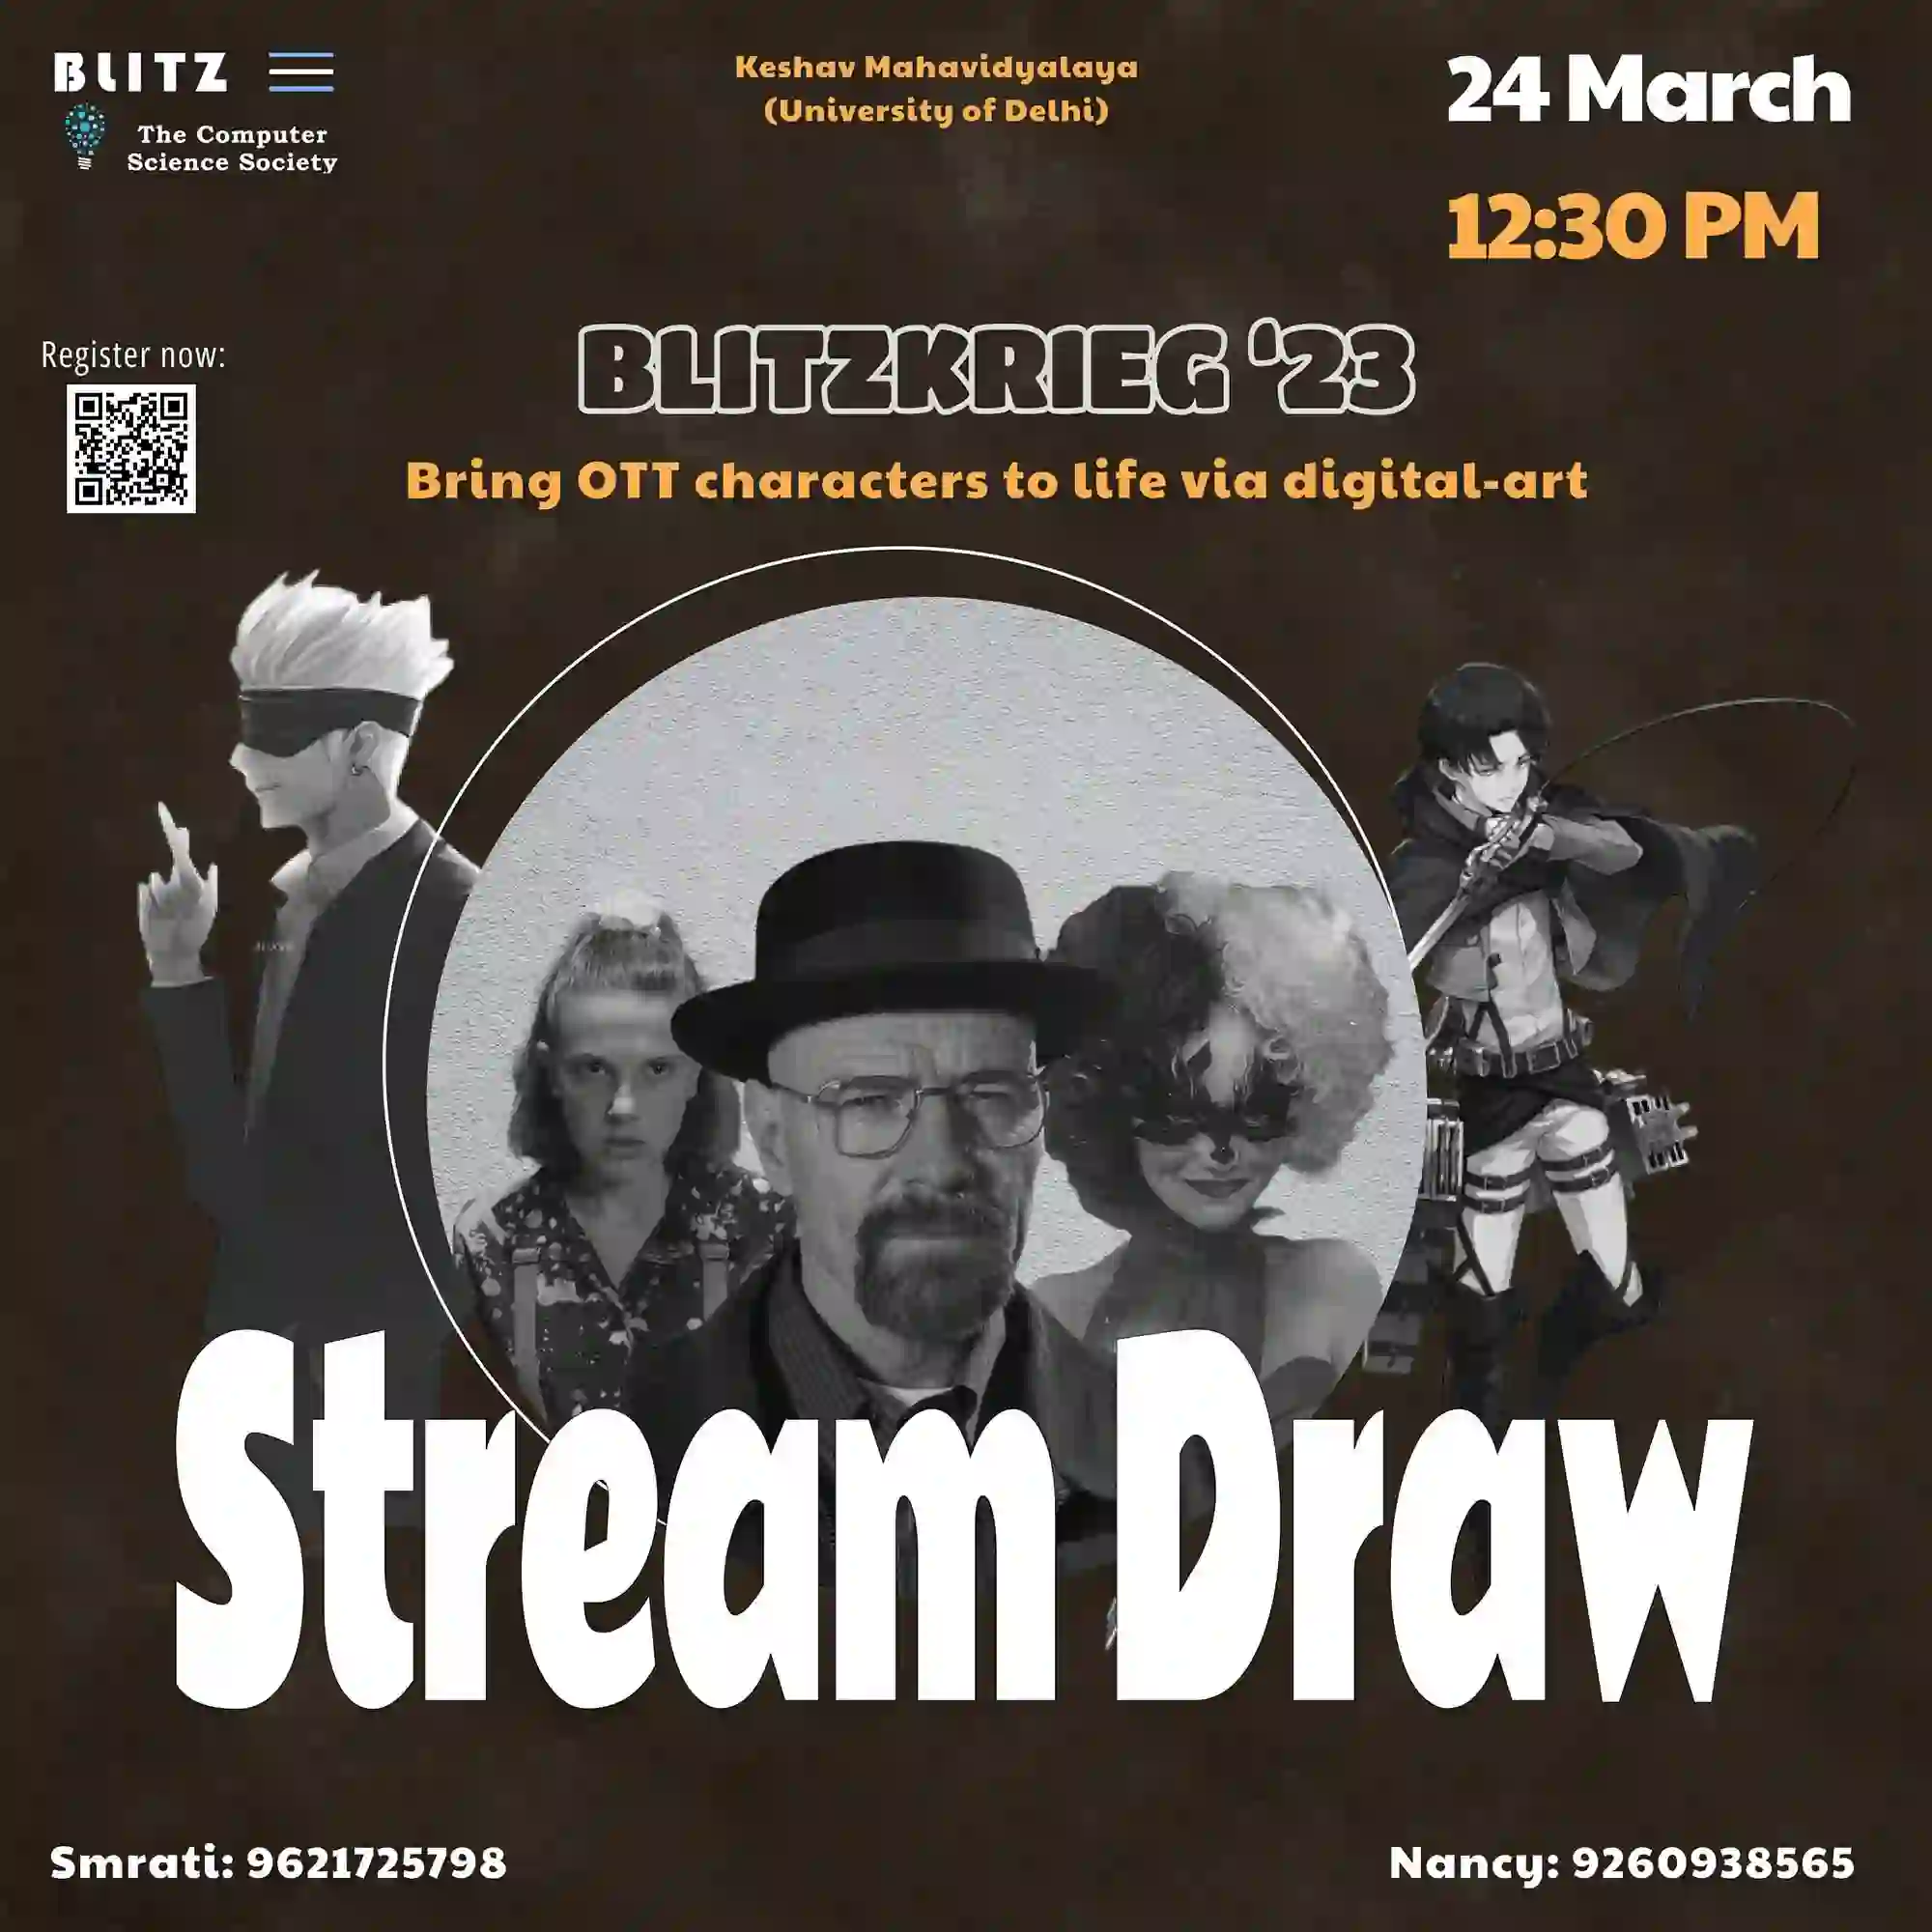 BLITZ
The Computer
Science Society
Keshav Mahavidyalaya
(University of Delhi)
24 March
12:30 PM
Register now:
BLITZKRIEG '23
Bring OTT characters to life via digital-art
Stream Draw
Smrati: 9621725798
Nancy: 9260938565